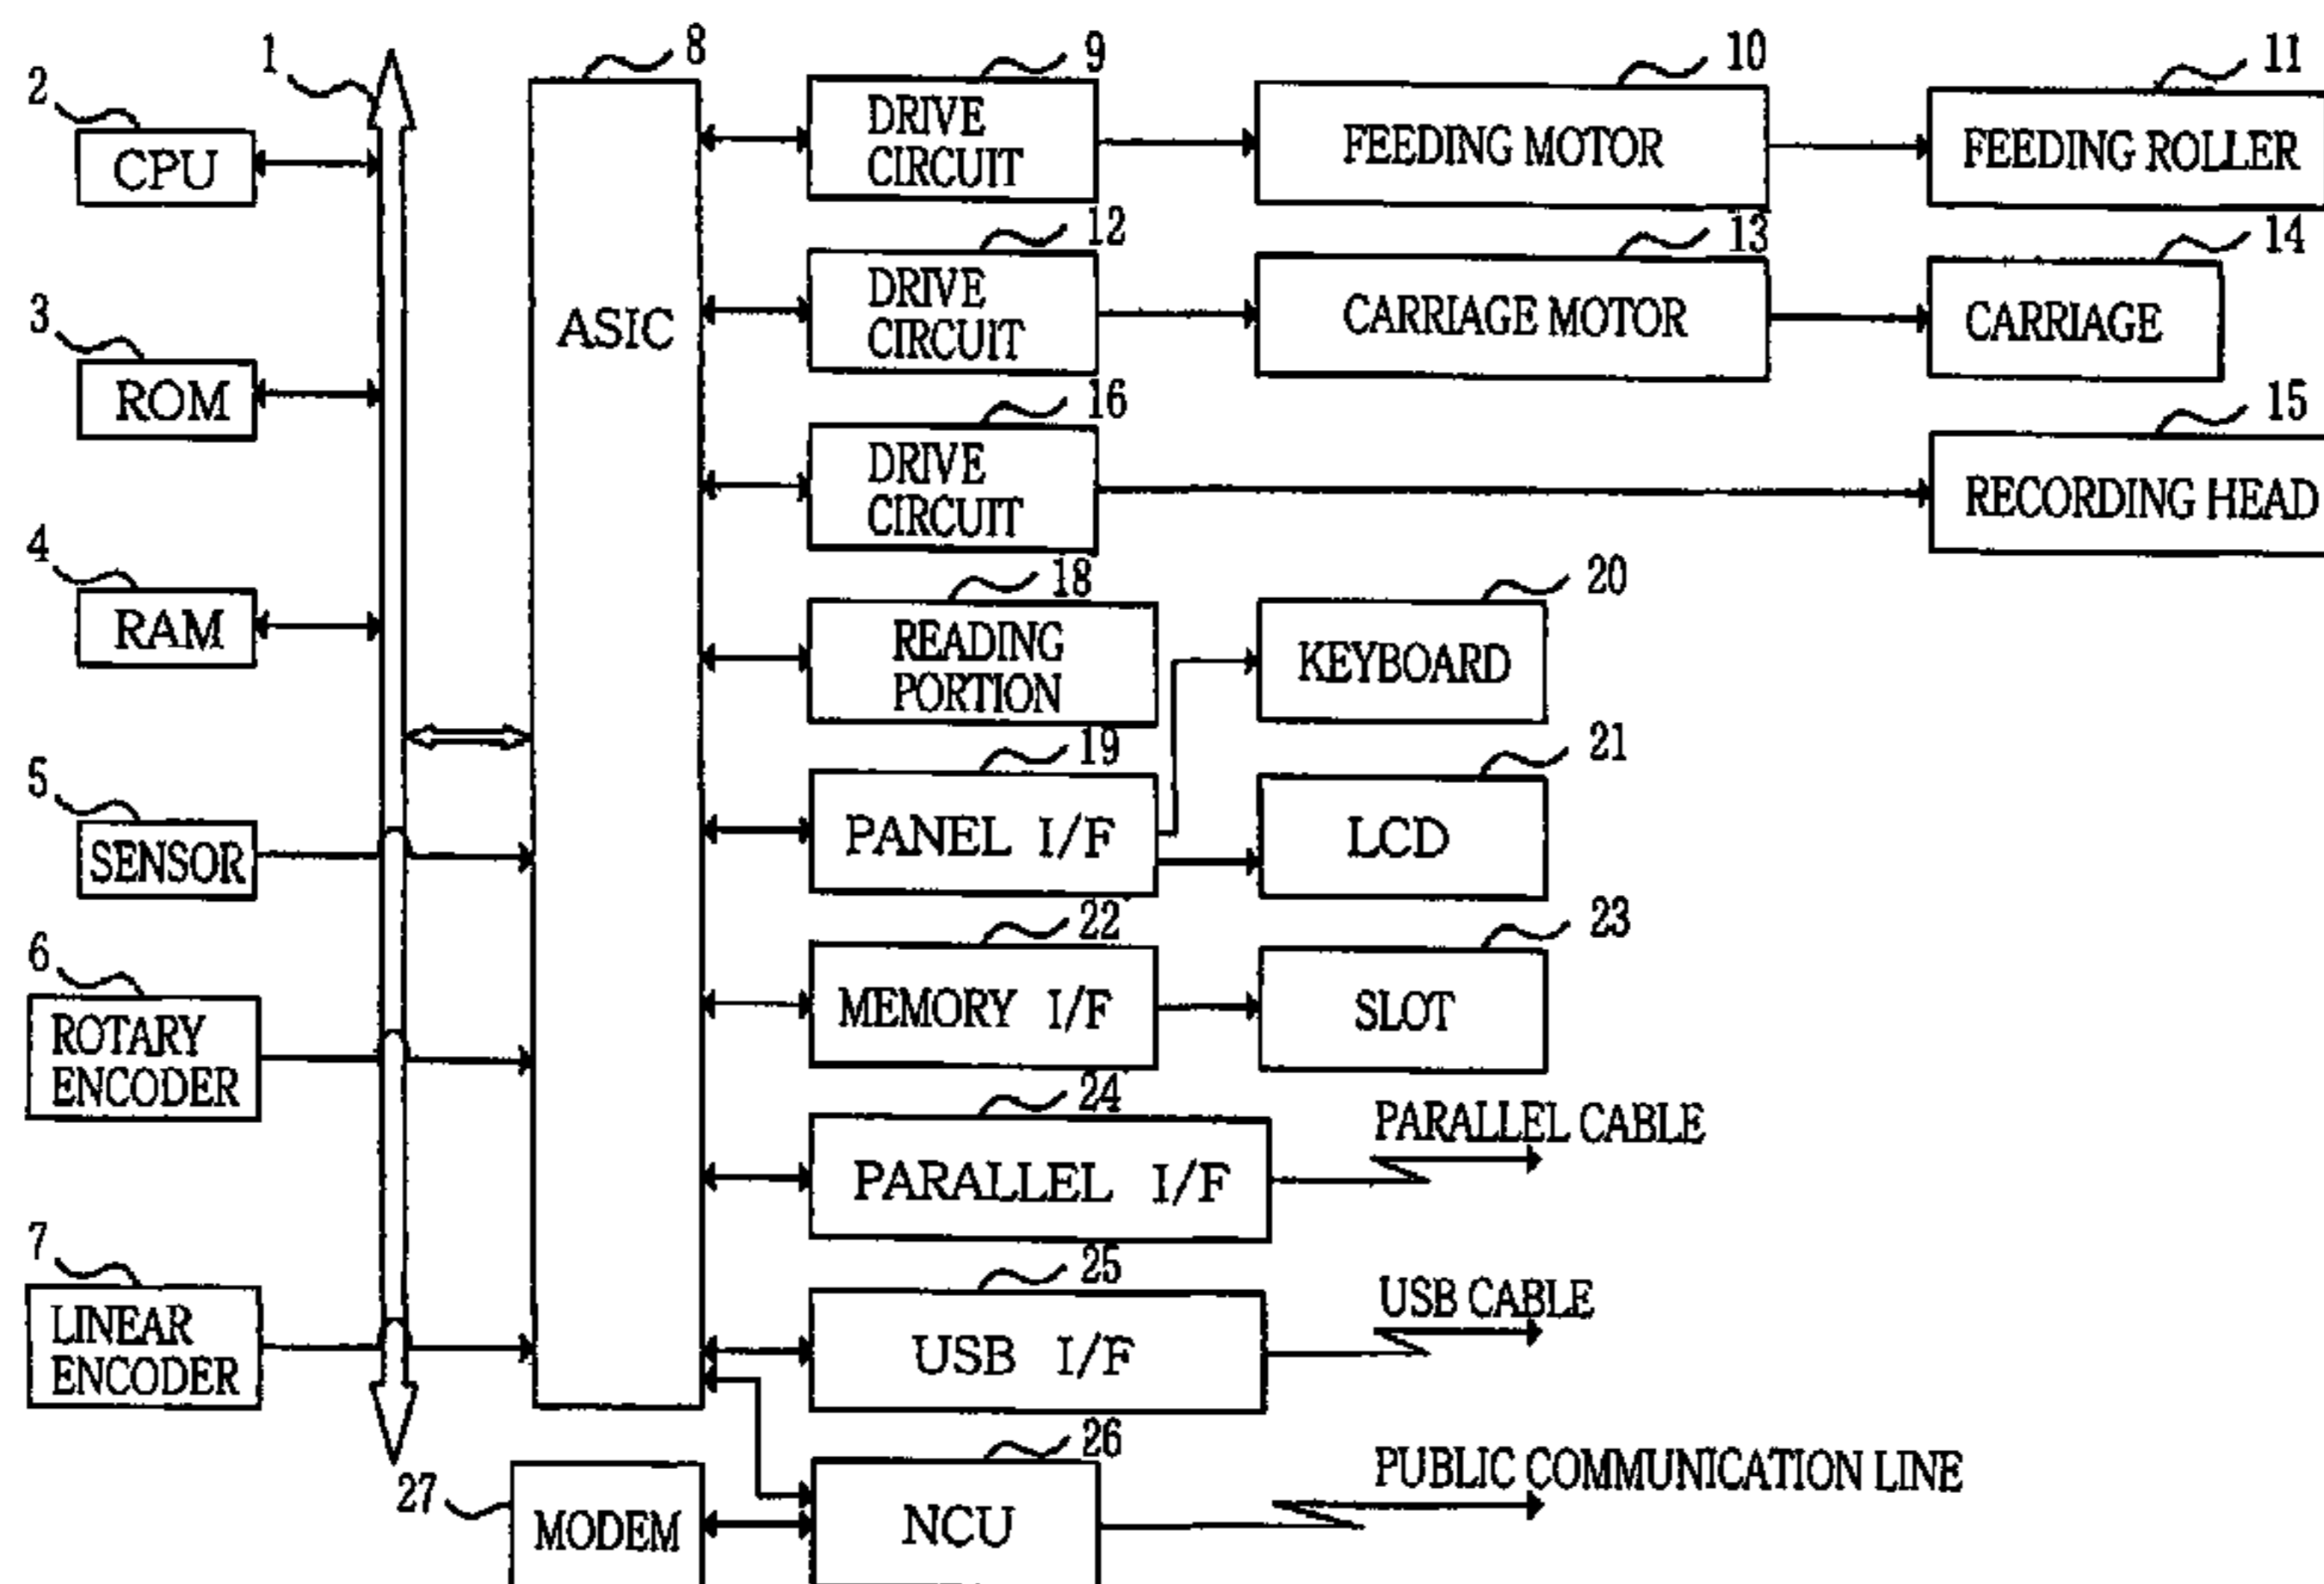 1
8
9
10
11
2
CPU
DRIVE
CIRCUIT
FEEDING MOTOR
FEEDING ROLLER
12
13
14
3
ROM
ASIC
DRIVE
CIRCUIT
CARRIAGE MOTOR
CARRIAGE
16
15
DRIVE
CIRCUIT
RECORDING HEAD
4
RAM
18
20
READING
PORTION
KEYBOARD
5
SENSOR
19
21
PANEL I/F
LCD
6
ROTARY
ENCODER
22
23
MEMORY I/F
SLOT
24
PARALLEL I/F
PARALLEL CABLE
7
LINEAR
ENCODER
25
USB I/F
USB CABLE
27
MODEM
26
NCU
PUBLIC COMMUNICATION LINE